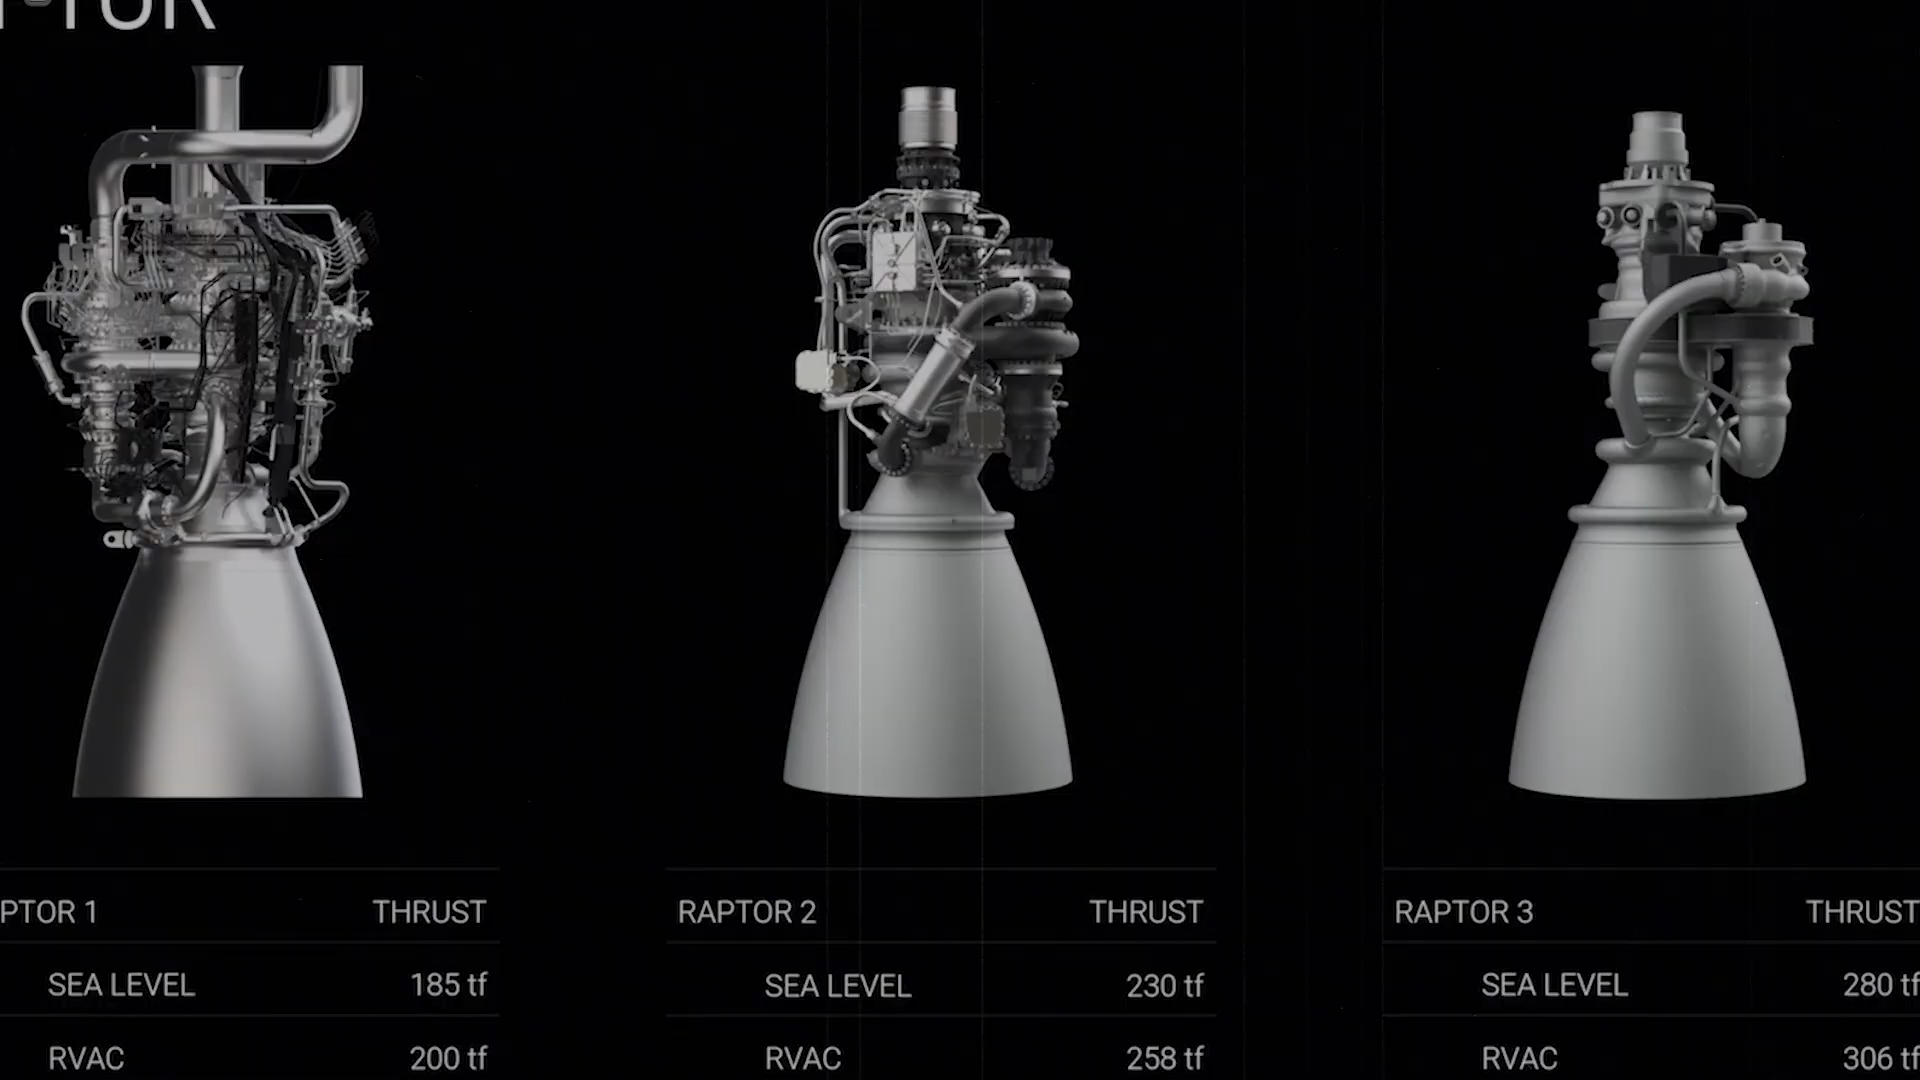 PTOR 1 THRUST
SEA LEVEL 185 tf
RVAC 200 tf
RAPTOR 2 THRUST
SEA LEVEL 230 tf
RVAC 258 tf
RAPTOR 3 THRUST
SEA LEVEL 280 tf
RVAC 306 tf